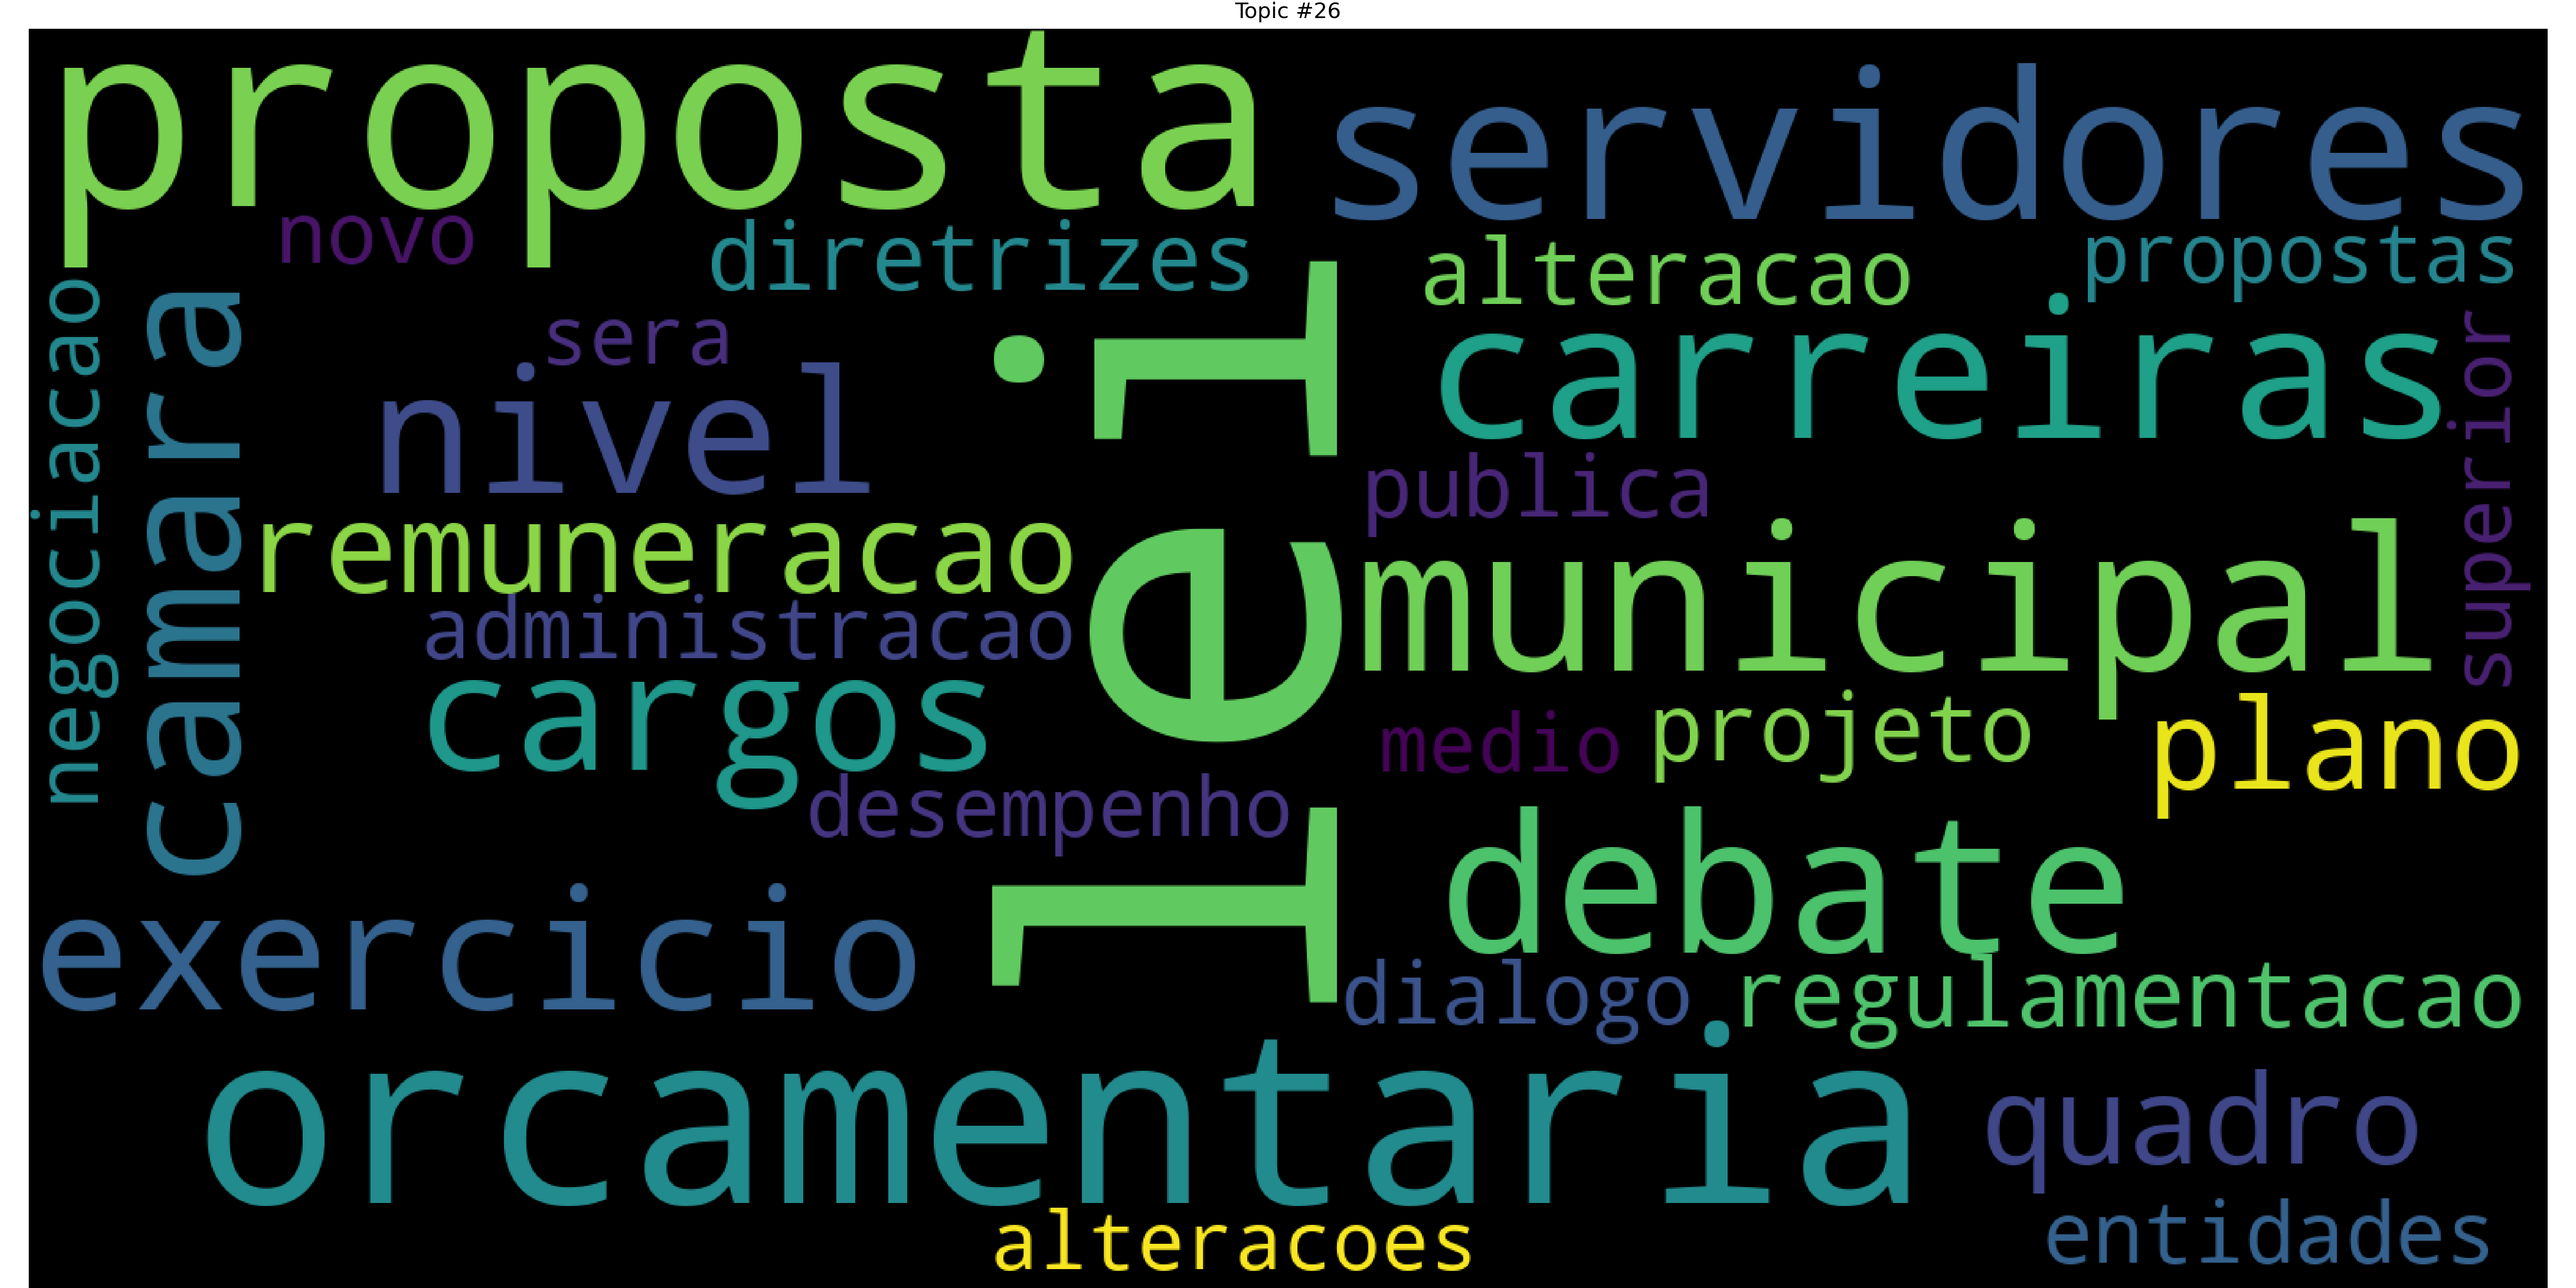 Topic #26
proposta
servidores
novo
diretrizes
alteracao
propostas
negociacao
camara
sera
nivel
lei
carreiras
superior
publica
remuneracao
municipal
administracao
cargos
medio
projeto
plano
desempenho
debate
exercicio
dialogo
regulamentacao
orcamentaria
quadro
alteracoes
entidades